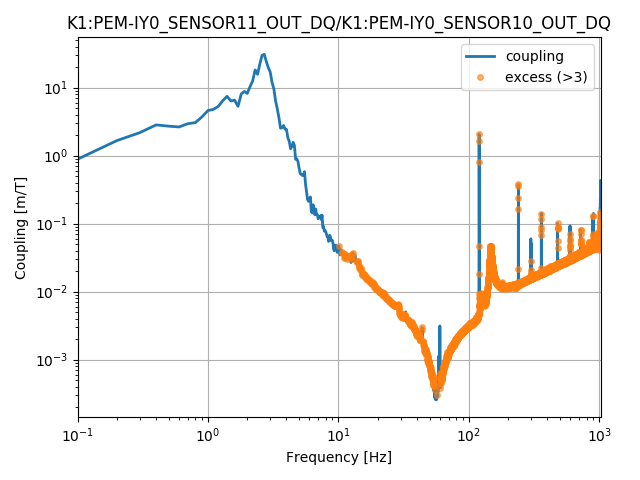 K1:PEM-IY0_SENSOR11_OUT_DQ/K1:PEM-IY0_SENSOR10_OUT_DQ
coupling
excess (>3)
Coupling [m/T]
10¹
10⁰
10⁻¹
10⁻²
10⁻³
10⁻¹ 10⁰ 10¹ 10² 10³
Frequency [Hz]